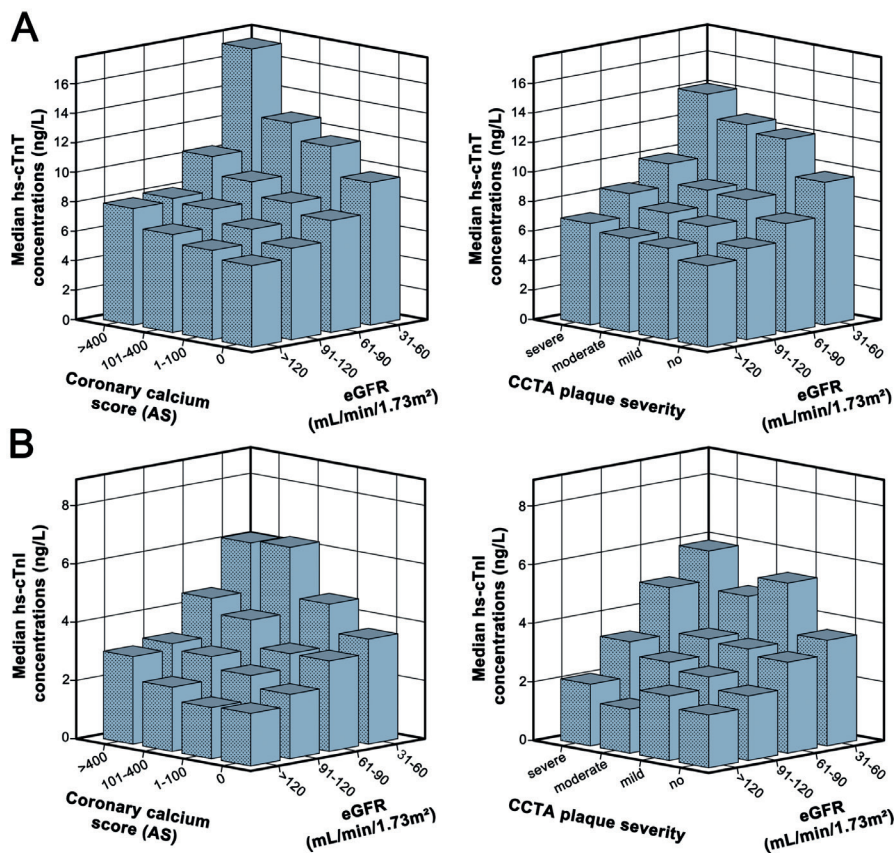 A
Median hs-cTnT
concentrations (ng/L)
16
14
12
10
8
6
4
2
0
>400
101-400
1-100
0
Coronary calcium
score (AS)
>120
91-120
61-90
31-60
eGFR
(mL/min/1.73m²)
Median hs-cTnT
concentrations (ng/L)
16
14
12
10
8
6
4
2
0
severe
moderate
mild
no
CCTA plaque severity
>120
91-120
61-90
31-60
eGFR
(mL/min/1.73m²)
B
Median hs-cTnI
concentrations (ng/L)
8
6
4
2
0
>400
101-400
1-100
0
Coronary calcium
score (AS)
>120
91-120
61-90
31-60
eGFR
(mL/min/1.73m²)
Median hs-cTnI
concentrations (ng/L)
8
6
4
2
0
severe
moderate
mild
no
CCTA plaque severity
>120
91-120
61-90
31-60
eGFR
(mL/min/1.73m²)